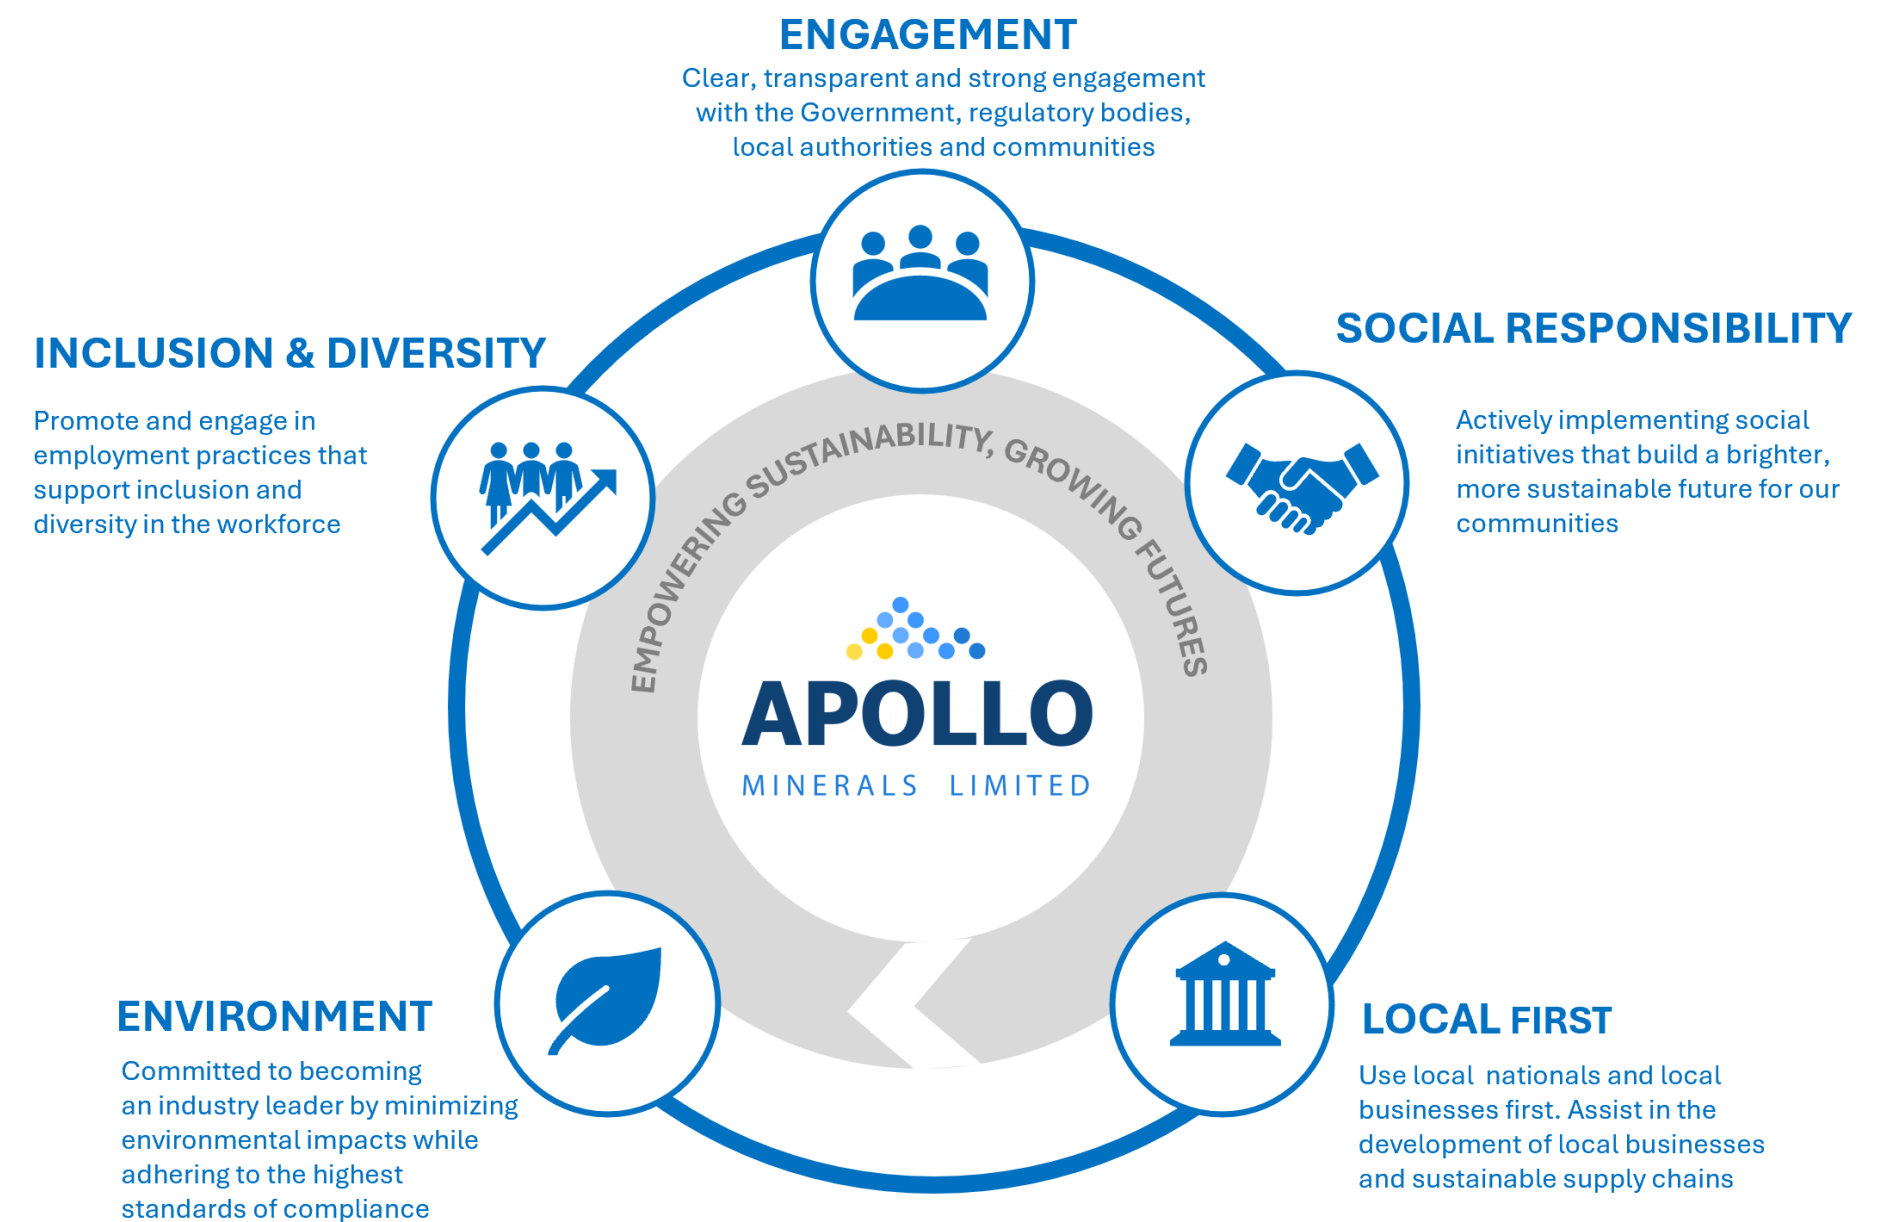 ENGAGEMENT
Clear, transparent and strong engagement
with the Government, regulatory bodies,
local authorities and communities
SOCIAL RESPONSIBILITY
Actively implementing social
initiatives that build a brighter,
more sustainable future for our
communities
INCLUSION & DIVERSITY
Promote and engage in
employment practices that
support inclusion and
diversity in the workforce
EMPOWERING SUSTAINABILITY, GROWING FUTURES
APOLLO
MINERALS LIMITED
ENVIRONMENT
Committed to becoming
an industry leader by minimizing
environmental impacts while
adhering to the highest
standards of compliance
LOCAL FIRST
Use local nationals and local
businesses first. Assist in the
development of local businesses
and sustainable supply chains